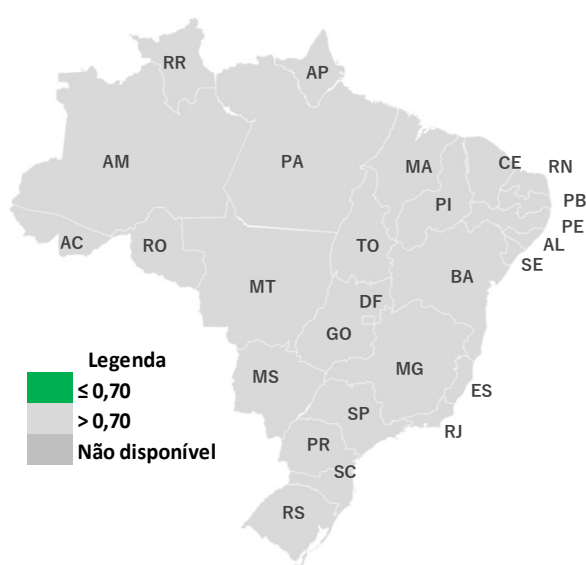 RR
AP
AM
PA
MA
CE
RN
PI
PB
PE
AL
SE
AC
RO
TO
BA
MT
DF
GO
MG
MS
ES
SP
RJ
PR
SC
RS
Legenda
≤ 0,70
> 0,70
Não disponível